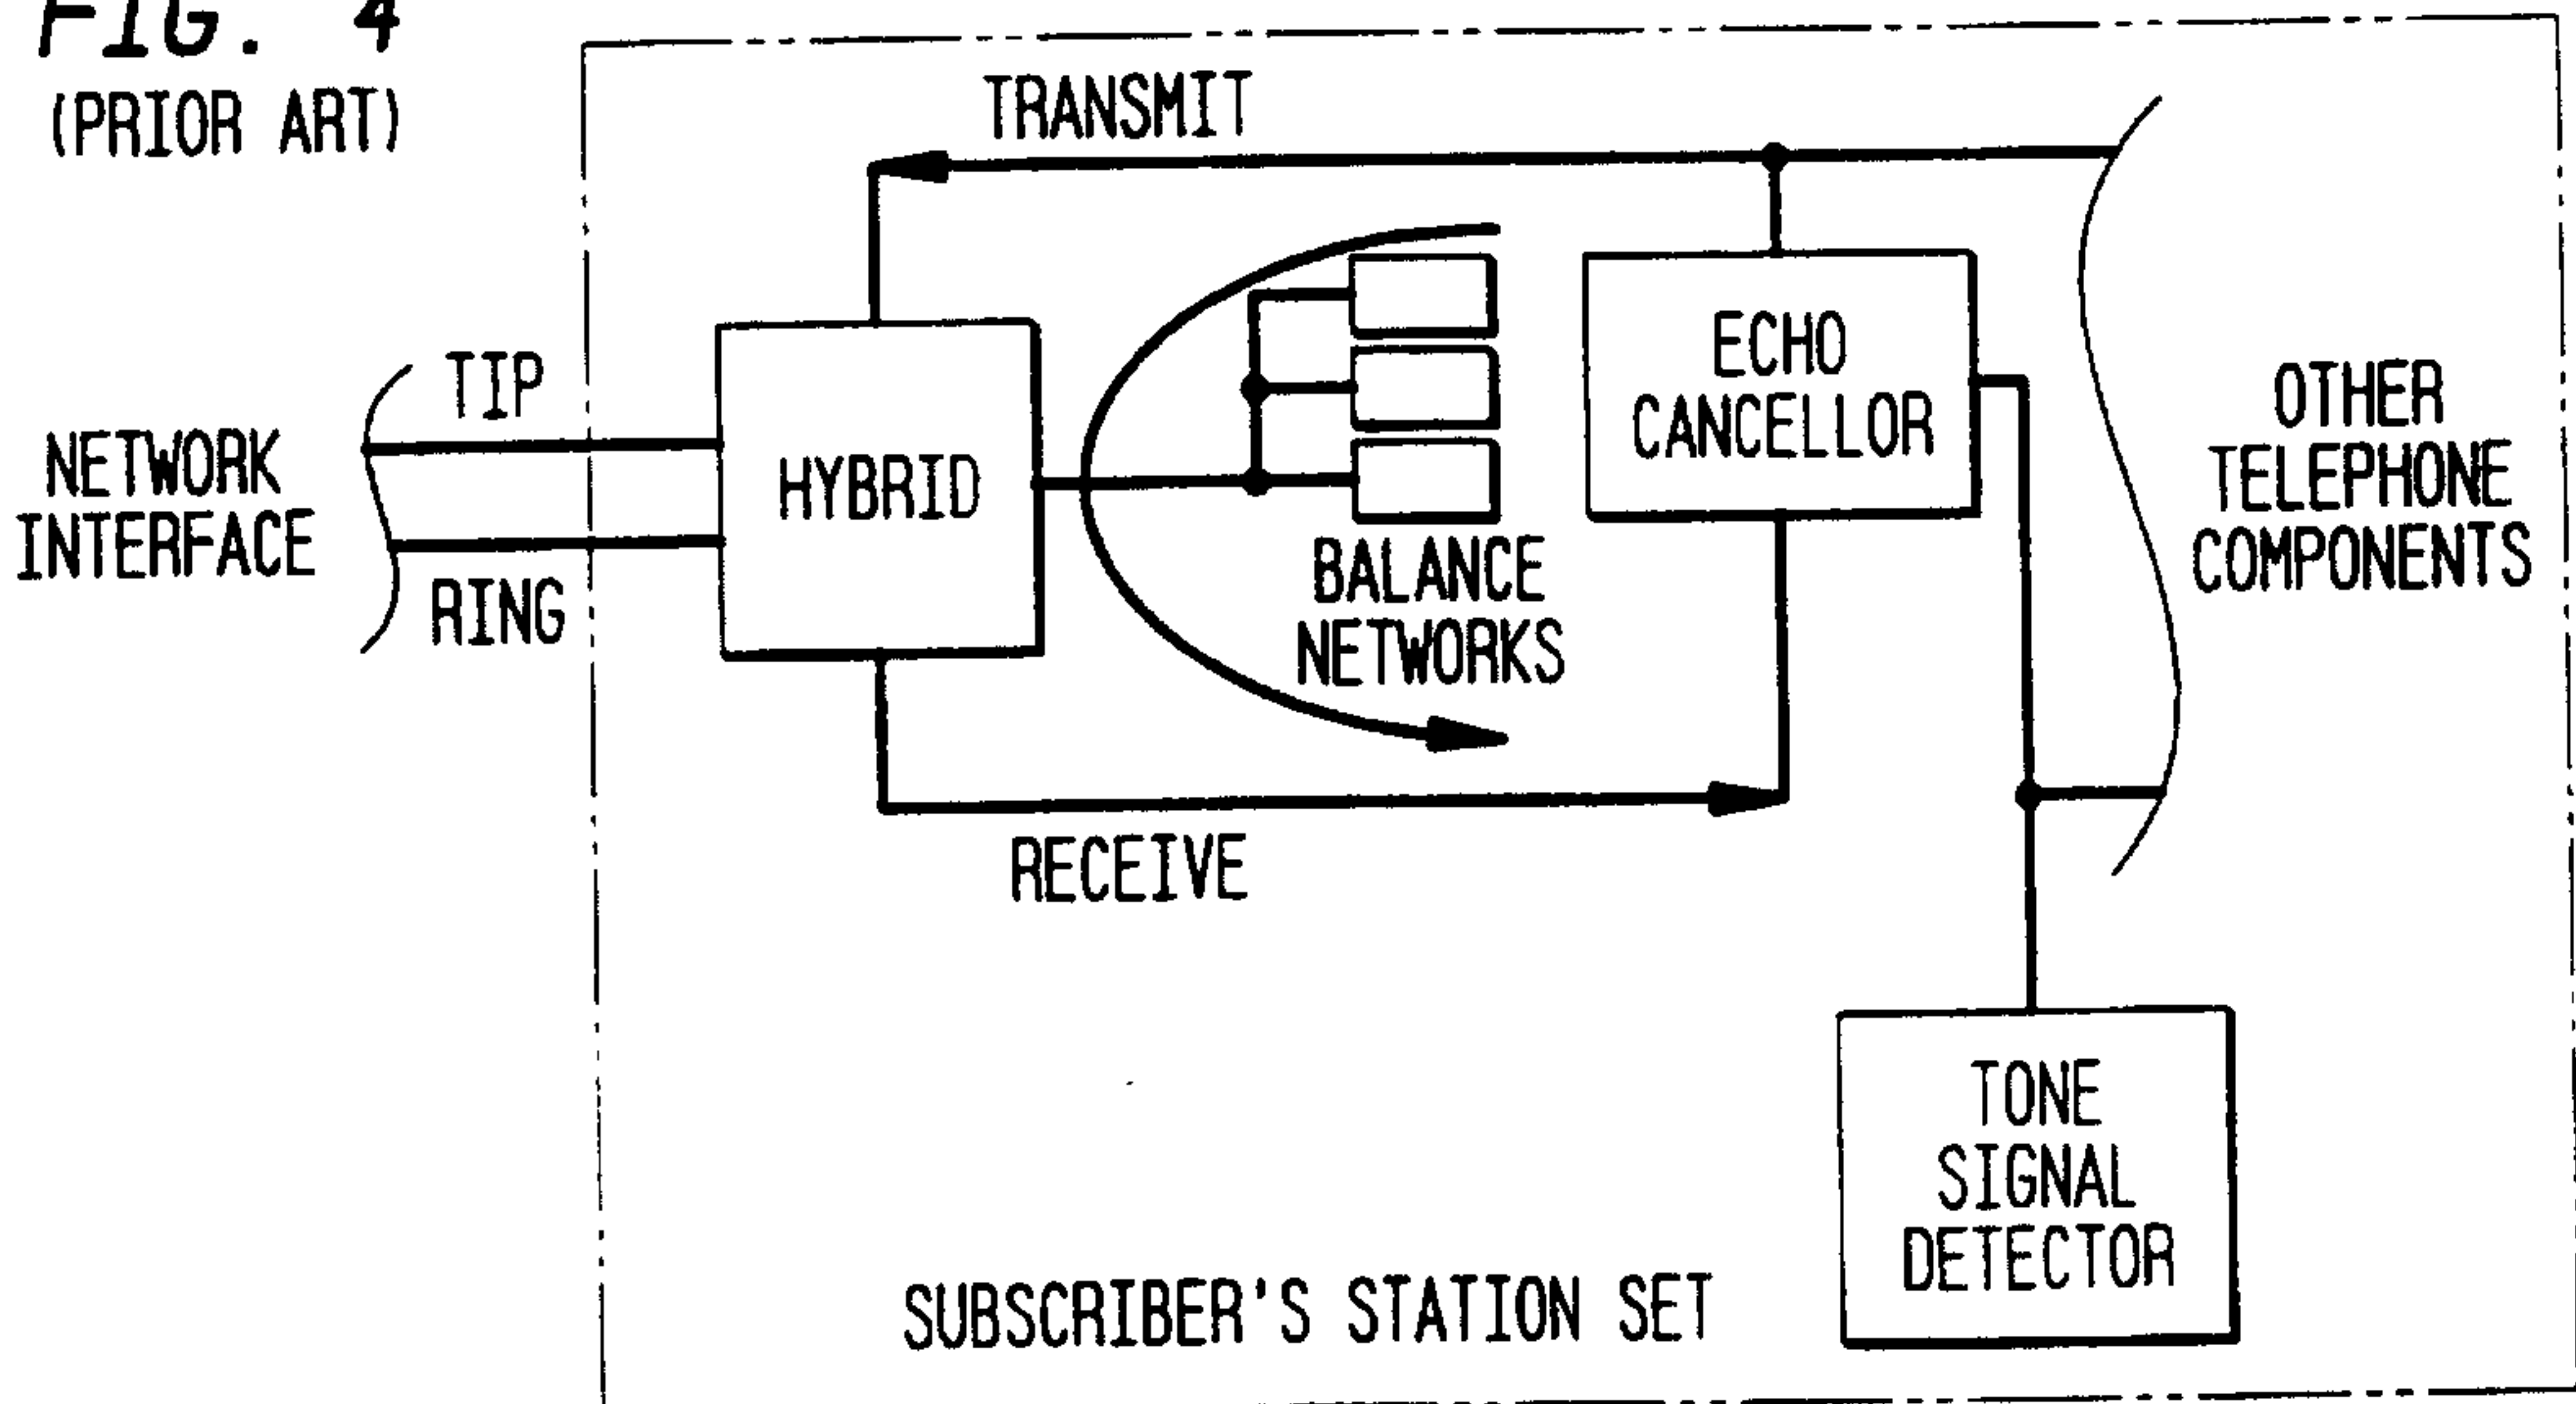 FIG. 4
(PRIOR ART)
TRANSMIT
TIP
NETWORK
INTERFACE
RING
HYBRID
BALANCE
NETWORKS
ECHO
CANCELLOR
OTHER
TELEPHONE
COMPONENTS
RECEIVE
TONE
SIGNAL
DETECTOR
SUBSCRIBER'S STATION SET